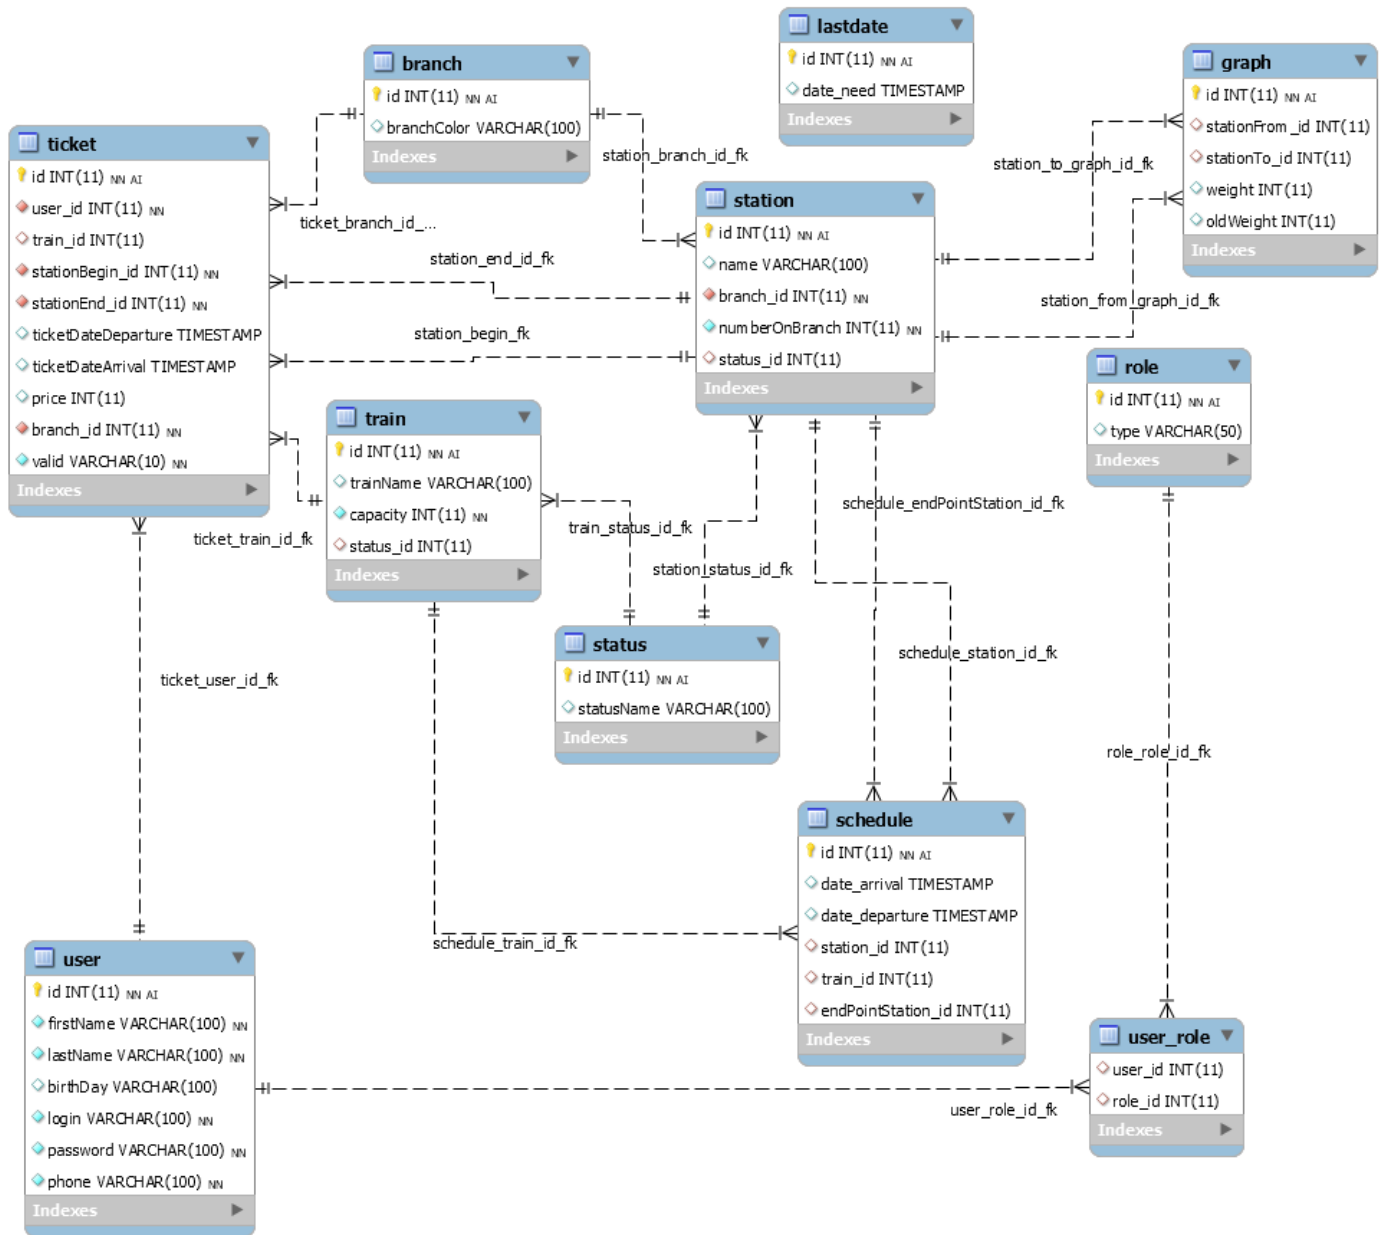 lastdate
id INT(11) NN AI
date_need TIMESTAMP
Indexes
branch
id INT(11) NN AI
branchColor VARCHAR(100)
Indexes
graph
id INT(11) NN AI
stationFrom_id INT(11)
stationTo_id INT(11)
weight INT(11)
oldWeight INT(11)
Indexes
ticket
id INT(11) NN AI
user_id INT(11) NN
train_id INT(11)
stationBegin_id INT(11) NN
stationEnd_id INT(11) NN
ticketDateDeparture TIMESTAMP
ticketDateArrival TIMESTAMP
price INT(11)
branch_id INT(11) NN
valid VARCHAR(10) NN
Indexes
station_branch_id_fk
ticket_branch_id_...
station_end_id_fk
station_begin_fk
station_to_graph_id_fk
station_from_graph_id_fk
station
id INT(11) NN AI
name VARCHAR(100)
branch_id INT(11) NN
numberOnBranch INT(11) NN
status_id INT(11)
Indexes
role
id INT(11) NN AI
type VARCHAR(50)
Indexes
train
id INT(11) NN AI
trainName VARCHAR(100)
capacity INT(11) NN
status_id INT(11)
Indexes
ticket_train_id_fk
train_status_id_fk
station_status_id_fk
schedule_endPointStation_id_fk
schedule_station_id_fk
status
id INT(11) NN AI
statusName VARCHAR(100)
Indexes
ticket_user_id_fk
role_role_id_fk
schedule
id INT(11) NN AI
date_arrival TIMESTAMP
date_departure TIMESTAMP
station_id INT(11)
train_id INT(11)
endPointStation_id INT(11)
Indexes
schedule_train_id_fk
user
id INT(11) NN AI
firstName VARCHAR(100) NN
lastName VARCHAR(100) NN
birthDay VARCHAR(100)
login VARCHAR(100) NN
password VARCHAR(100) NN
phone VARCHAR(100) NN
Indexes
user_role
user_id INT(11)
role_id INT(11)
Indexes
user_role_id_fk